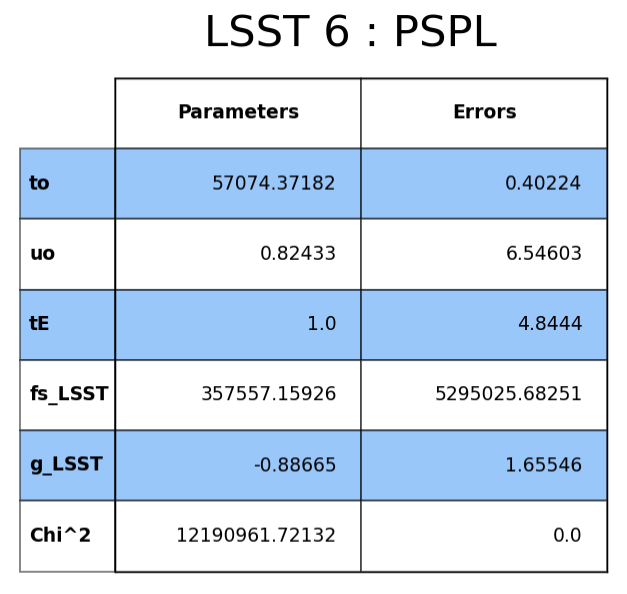 LSST 6 : PSPL
Parameters Errors
to 57074.37182 0.40224
uo 0.82433 6.54603
tE 1.0 4.8444
fs_LSST 357557.15926 5295025.68251
g_LSST -0.88665 1.65546
Chi^2 12190961.72132 0.0